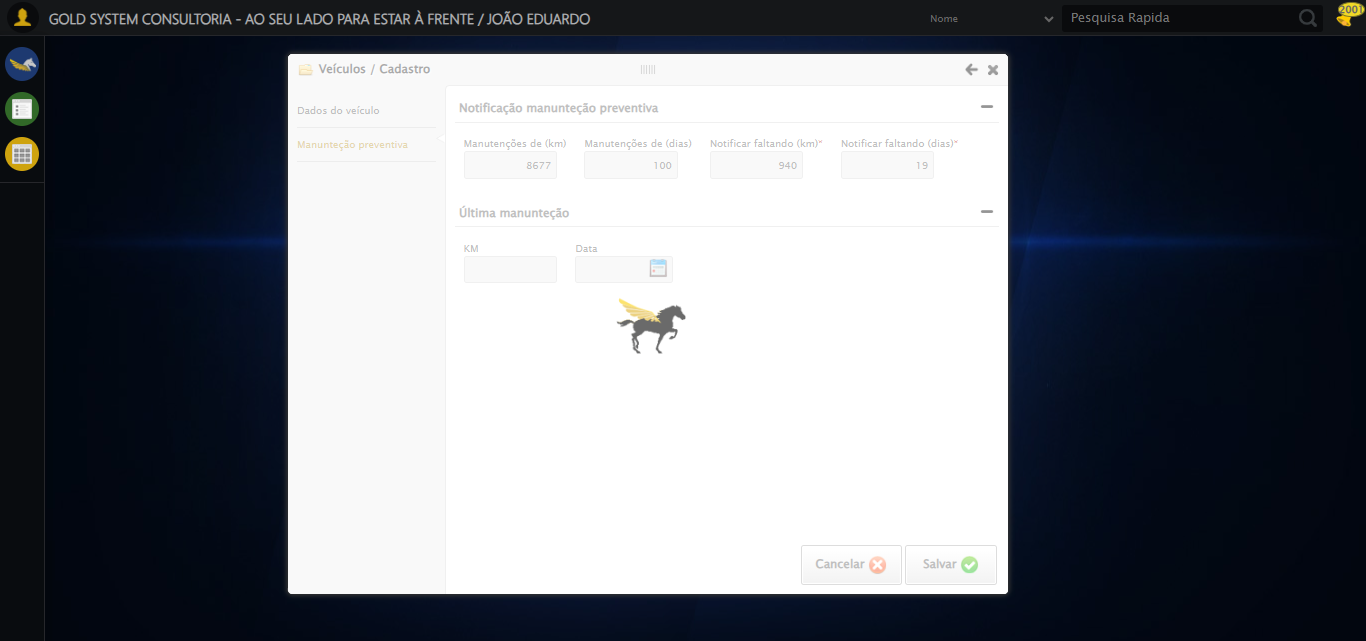 GOLD SYSTEM CONSULTORIA - AO SEU LADO PARA ESTAR À FRENTE / JOÃO EDUARDO
Nome
Pesquisa Rapida
2001
Veículos / Cadastro
Dados do veículo
Manunteção preventiva
Notificação manunteção preventiva
Manutenções de (km) Manutenções de (dias) Notificar faltando (km)* Notificar faltando (dias)*
8677 100 940 19
Última manunteção
KM Data
Cancelar Salvar